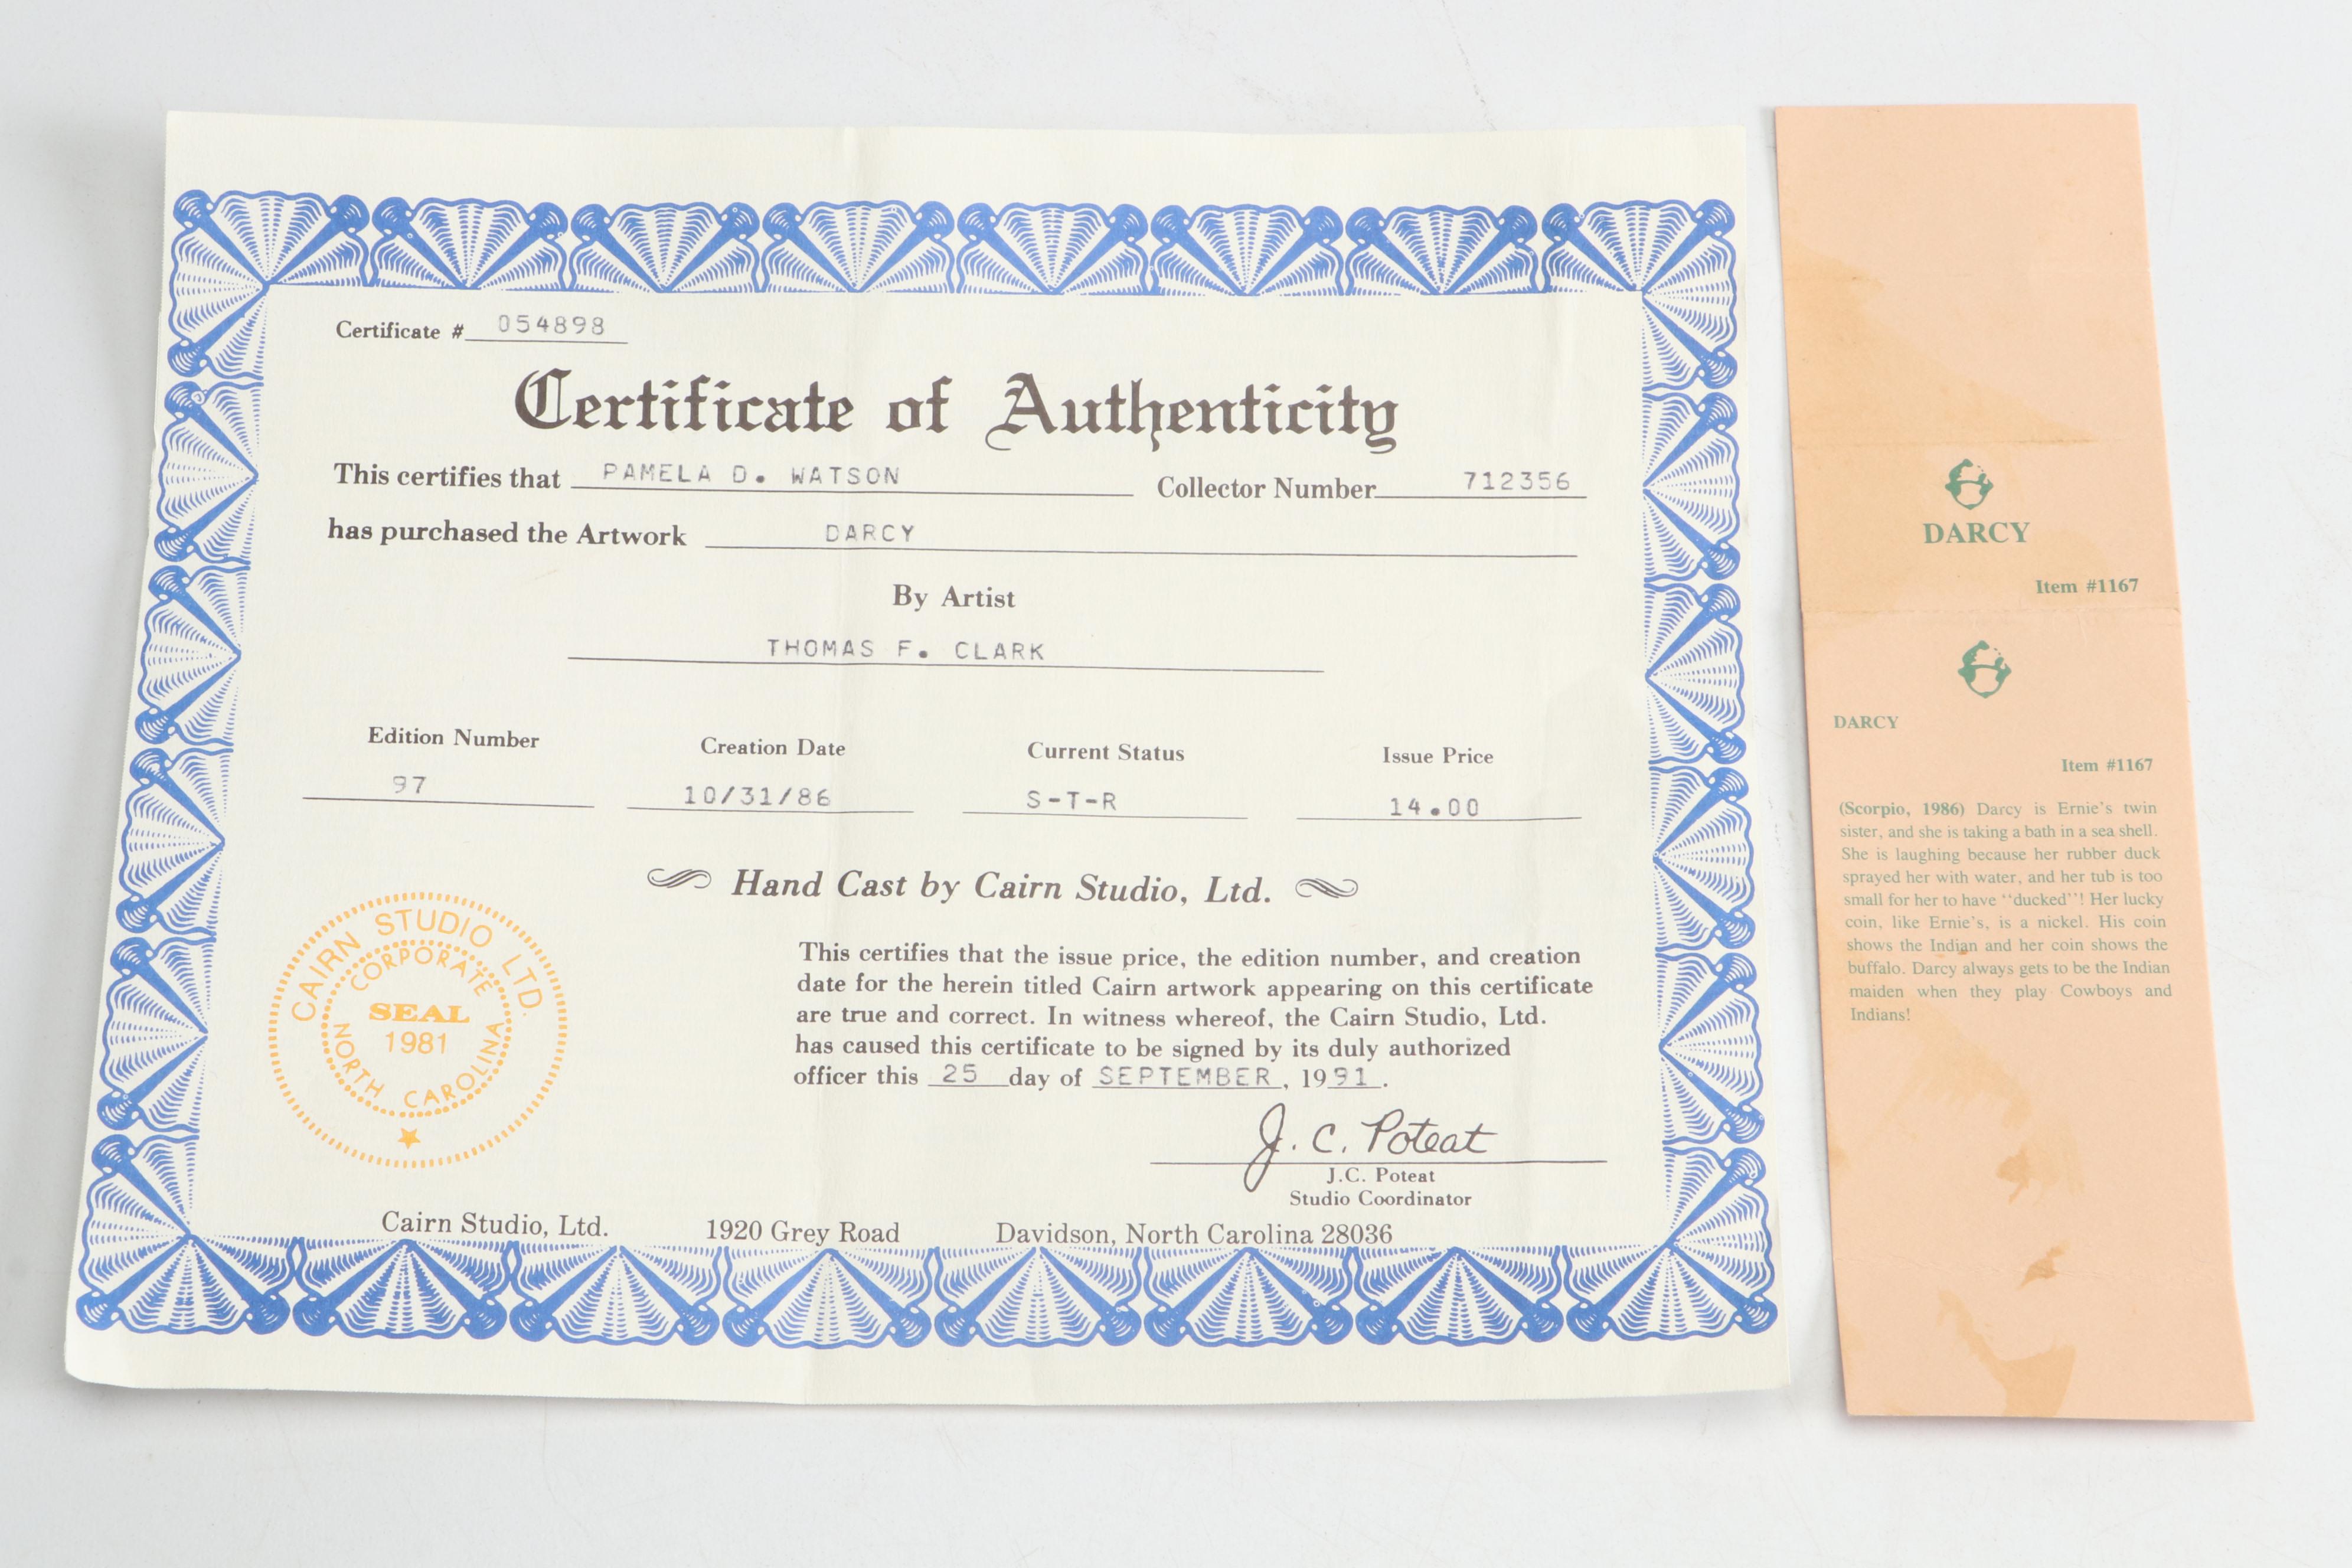 Certificate # 054898
Certificate of Authenticity
This certifies that PAMELA D. WATSON Collector Number 712356
has purchased the Artwork DARCY
By Artist
THOMAS F. CLARK
Edition Number Creation Date Current Status Issue Price
97 10/31/86 S-T-R 14.00
Hand Cast by Cairn Studio, Ltd.
This certifies that the issue price, the edition number, and creation
date for the herein titled Cairn artwork appearing on this certificate
are true and correct. In witness whereof, the Cairn Studio, Ltd.
has caused this certificate to be signed by its duly authorized
officer this 25 day of SEPTEMBER, 1991.
CAIRN STUDIO LTD.
CORPORATE
SEAL
1981
NORTH CAROLINA
J. C. Poteat
J.C. Poteat
Studio Coordinator
Cairn Studio, Ltd. 1920 Grey Road Davidson, North Carolina 28036
DARCY
Item #1167
DARCY
Item #1167
(Scorpio, 1986) Darcy is Ernie's twin
sister, and she is taking a bath in a sea shell.
She is laughing because her rubber duck
sprayed her with water, and her tub is too
small for her to have "ducked"! Her lucky
coin, like Ernie's, is a nickel. His coin
shows the Indian and her coin shows the
buffalo. Darcy always gets to be the Indian
maiden when they play Cowboys and
Indians!